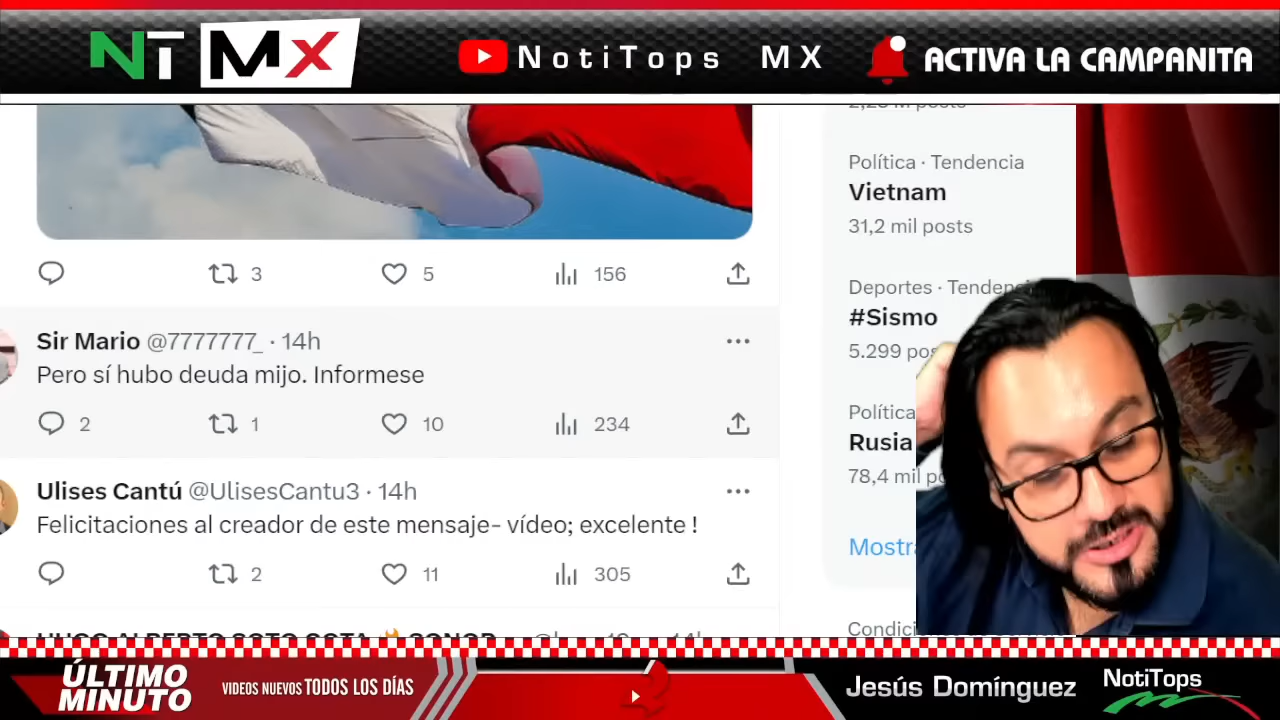 NT MX
NotiTops MX
ACTIVA LA CAMPANITA
Política · Tendencia
Vietnam
31,2 mil posts
3
5
156
Deportes ·
#Sismo
5.299
Sir Mario @7777777_ · 14h
Pero sí hubo deuda mijo. Informese
2
1
10
234
Política
Rusia
78,4 mil
Ulises Cantú @UlisesCantu3 · 14h
Felicitaciones al creador de este mensaje- vídeo; excelente !
2
11
305
ÚLTIMO
MINUTO
VIDEOS NUEVOS TODOS LOS DÍAS
Jesús Domínguez
NotiTops